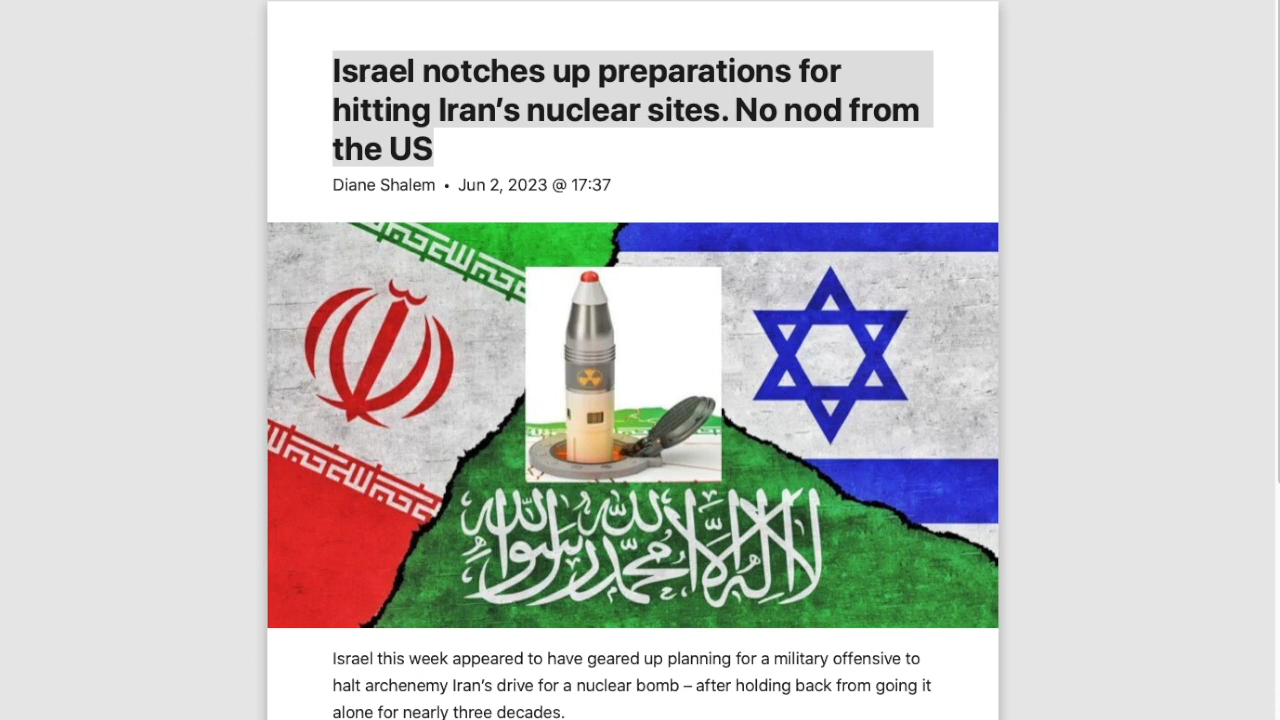 Israel notches up preparations for
hitting Iran’s nuclear sites. No nod from
the US
Diane Shalem • Jun 2, 2023 @ 17:37
لا إله إلا الله محمد رسول الله
Israel this week appeared to have geared up planning for a military offensive to
halt archenemy Iran’s drive for a nuclear bomb – after holding back from going it
alone for nearly three decades.